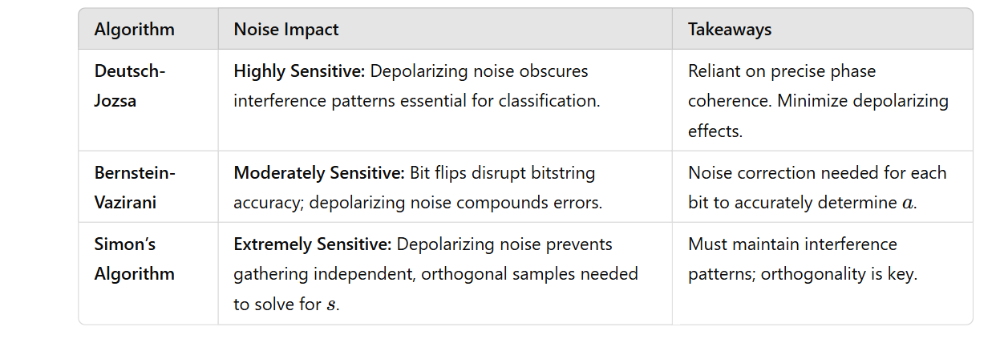 Algorithm Noise Impact Takeaways
Deutsch-
Jozsa
Highly Sensitive: Depolarizing noise obscures
interference patterns essential for classification.
Reliant on precise phase
coherence. Minimize depolarizing
effects.
Bernstein-
Vazirani
Moderately Sensitive: Bit flips disrupt bitstring
accuracy; depolarizing noise compounds errors.
Noise correction needed for each
bit to accurately determine a.
Simon’s
Algorithm
Extremely Sensitive: Depolarizing noise prevents
gathering independent, orthogonal samples needed
to solve for s.
Must maintain interference
patterns; orthogonality is key.